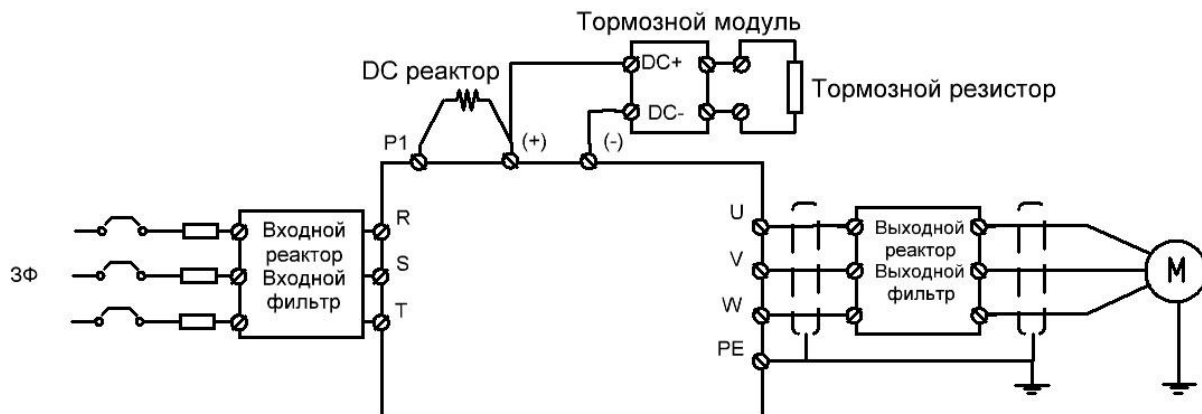 Тормозной модуль
DC реактор
DC+
DC-
Тормозной резистор
P1
(+)
(-)
3Ф
Входной
реактор
Входной
фильтр
R
S
T
U
V
W
PE
Выходной
реактор
Выходной
фильтр
M